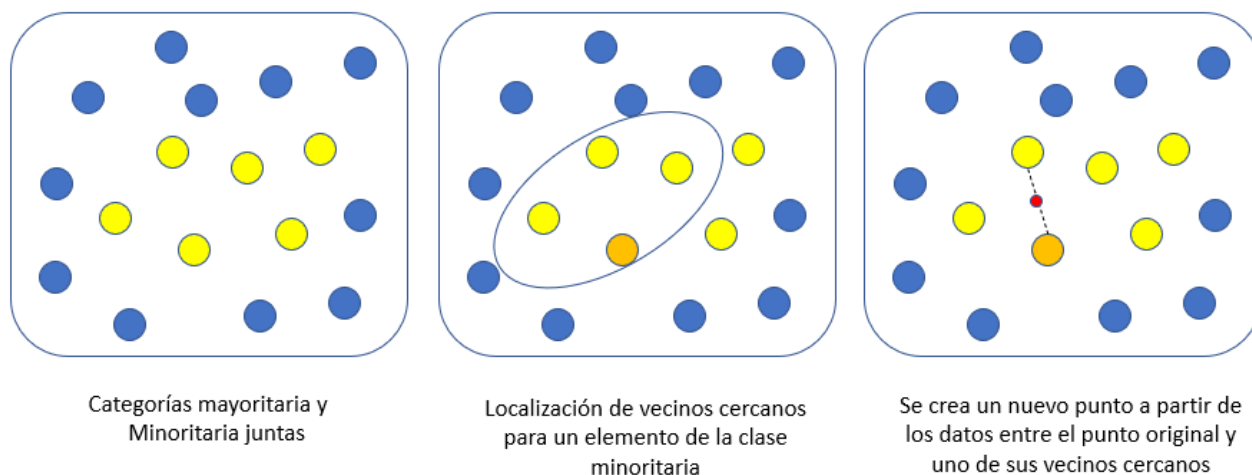 Categorías mayoritaria y
Minoritaria juntas
Localización de vecinos cercanos
para un elemento de la clase
minoritaria
Se crea un nuevo punto a partir de
los datos entre el punto original y
uno de sus vecinos cercanos